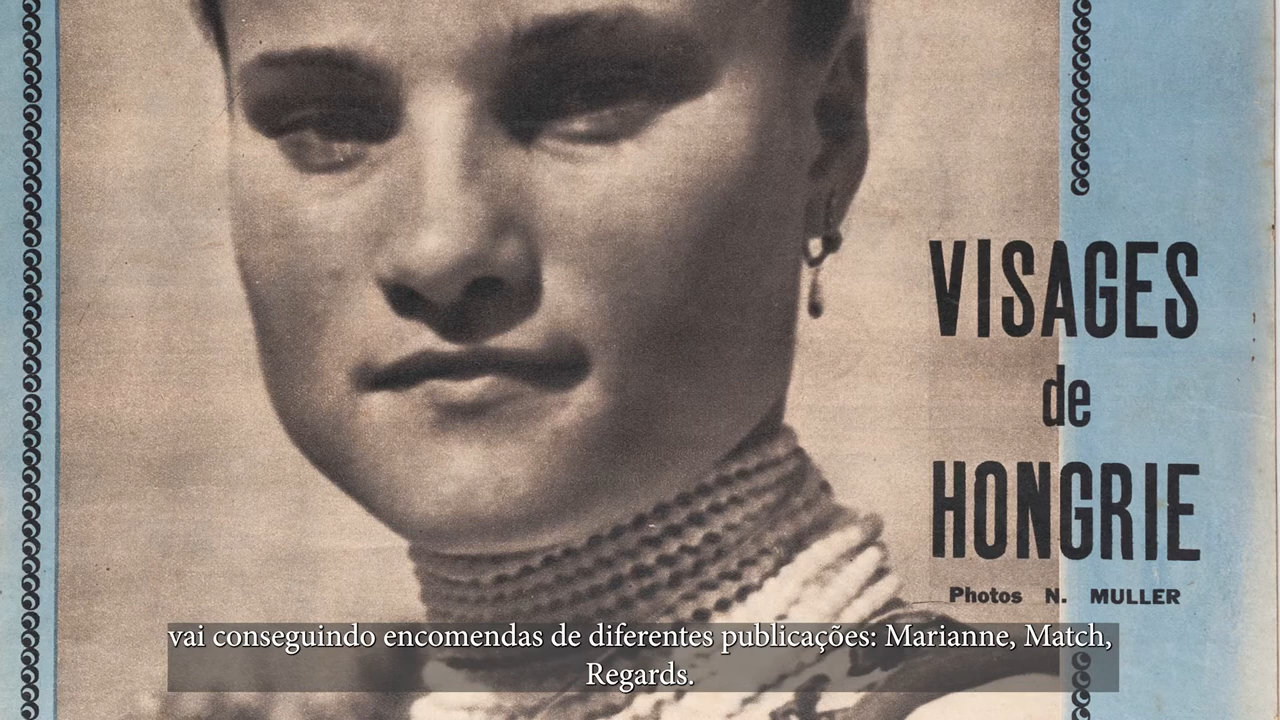 VISAGES
de
HONGRIE
Photos N. MULLER
vai conseguindo encomendas de diferentes publicações: Marianne, Match,
Regards.